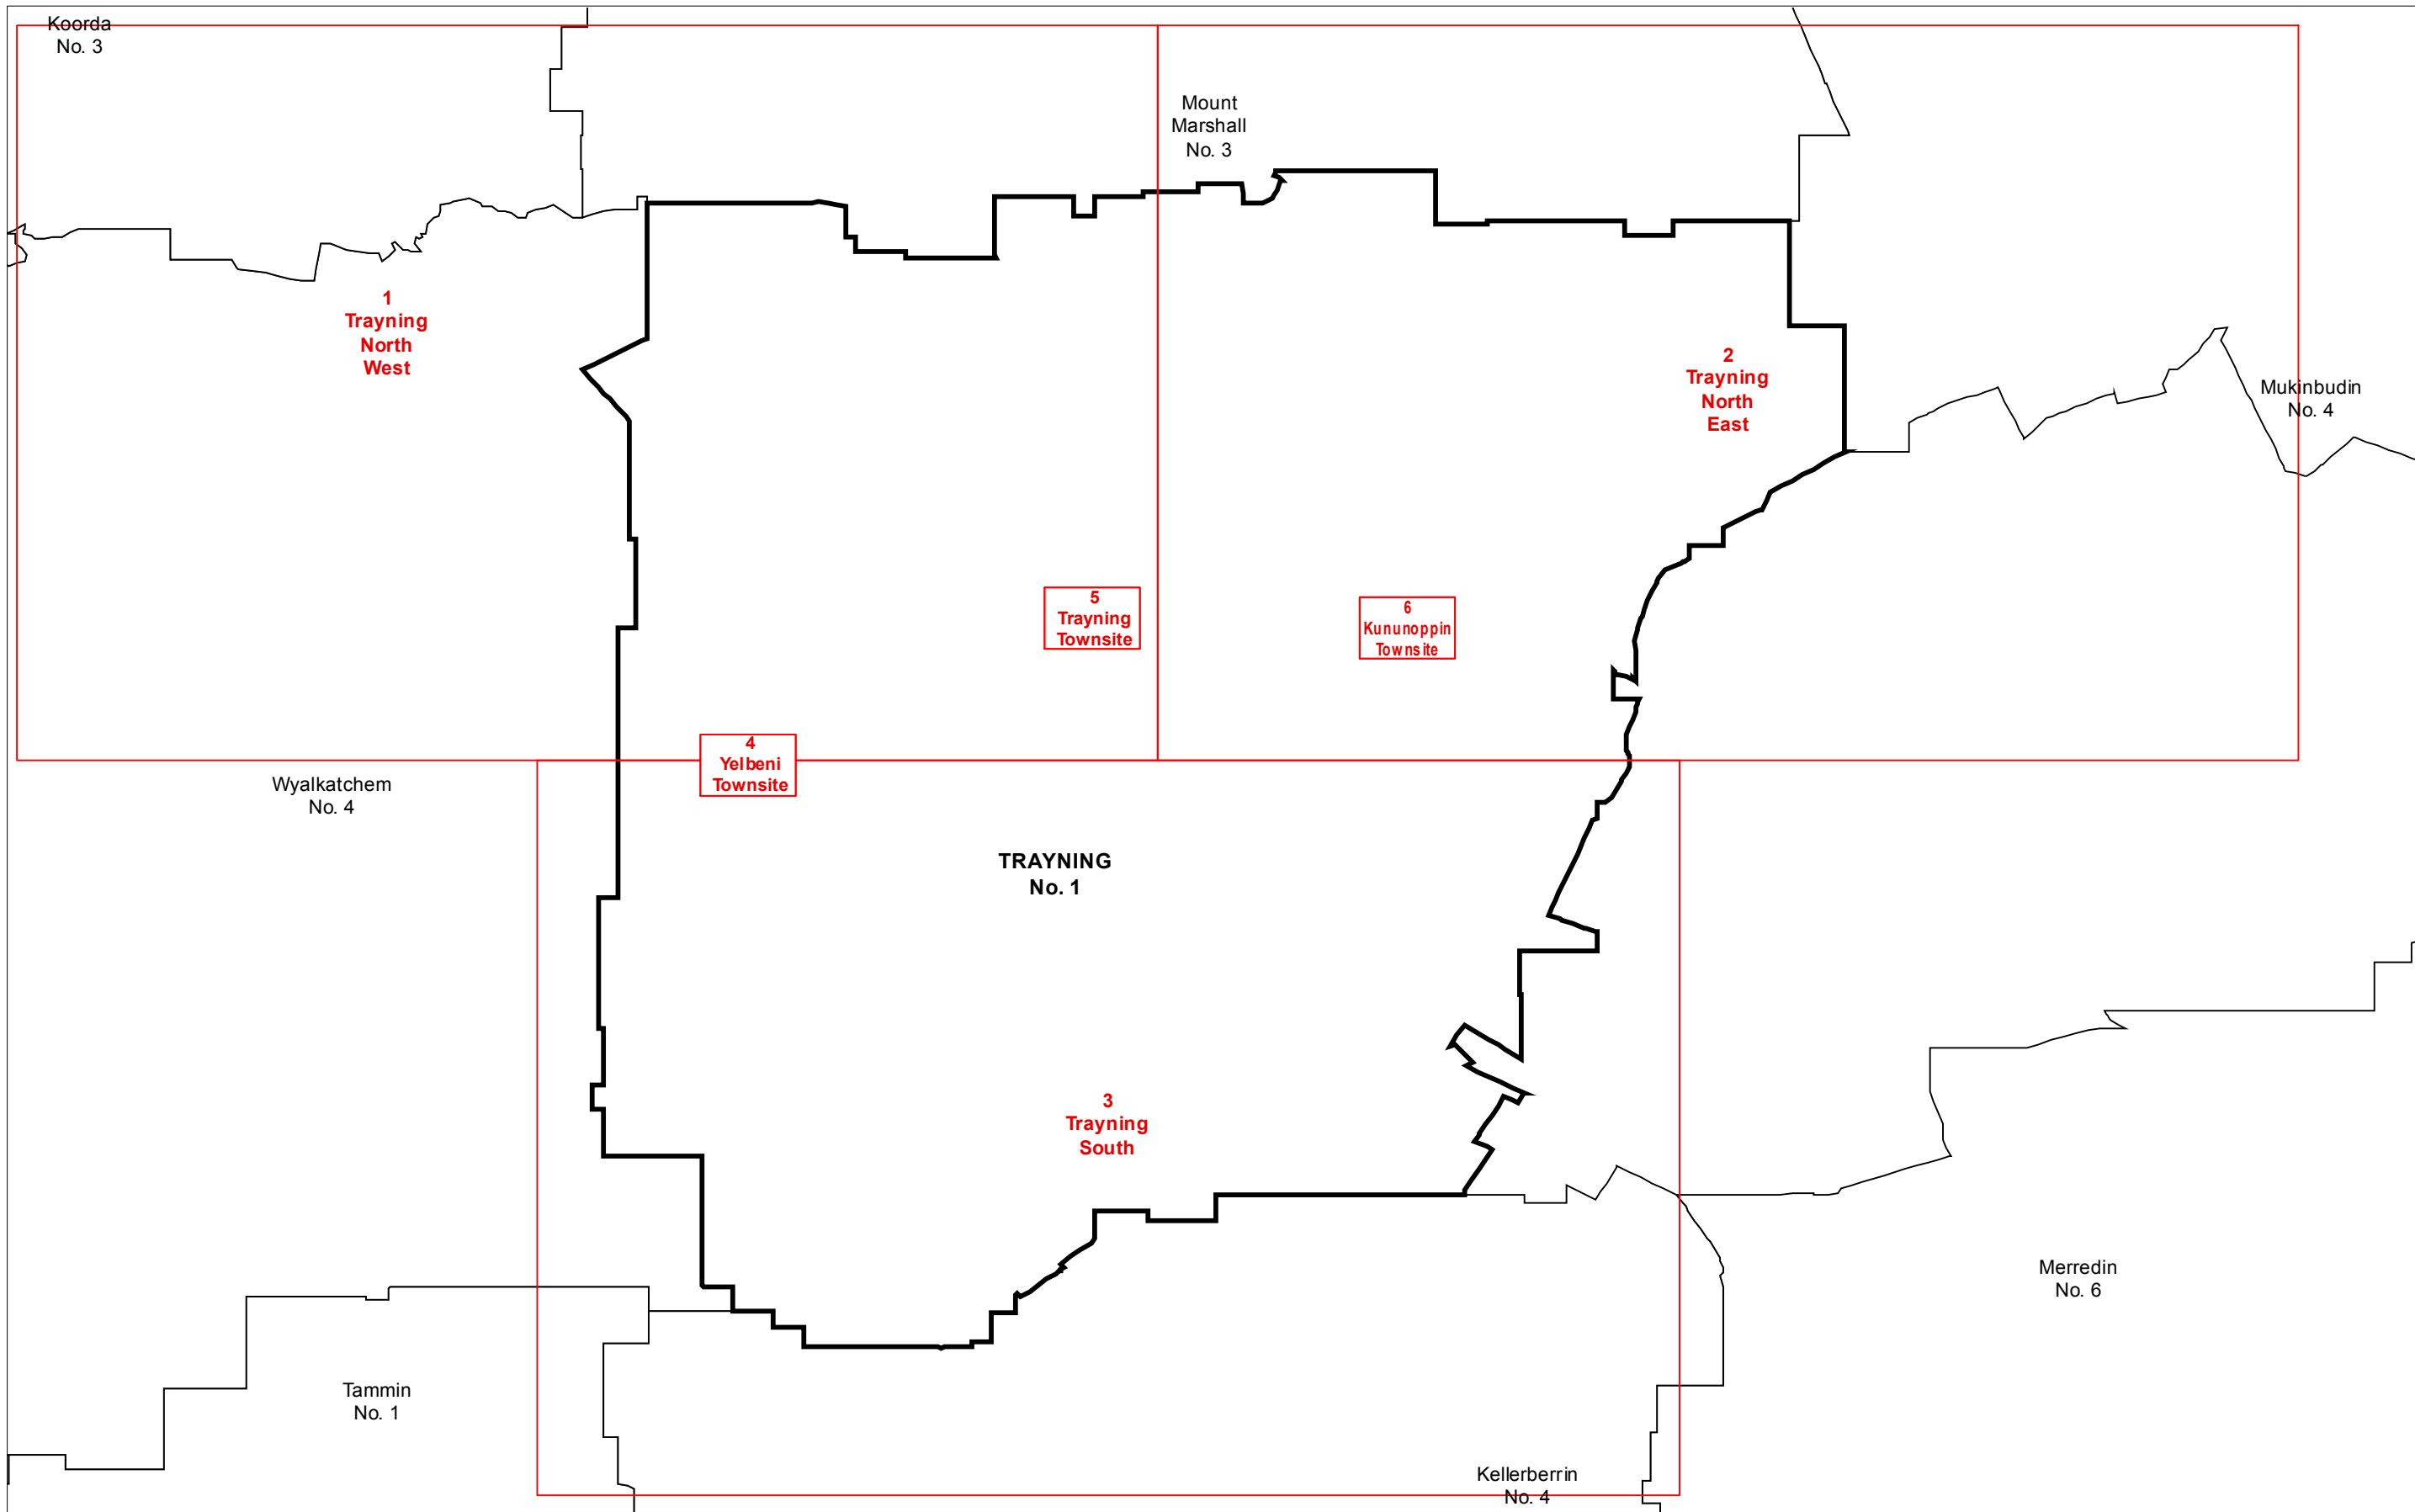 Koorda
No. 3
Mount
Marshall
No. 3
1
Trayning
North
West
2
Trayning
North
East
Mukinbudin
No. 4
5
Trayning
Townsite
6
Kununoppin
Townsite
4
Yelbeni
Townsite
Wyalkatchem
No. 4
TRAYNING
No. 1
3
Trayning
South
Merredin
No. 6
Tammin
No. 1
Kellerberrin
No. 4